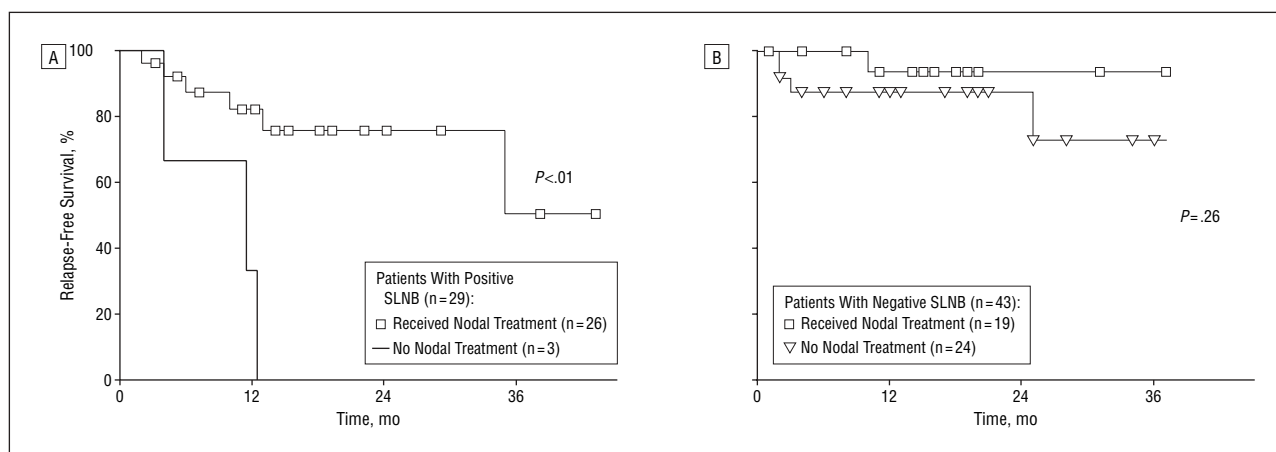 A
100
80
60
40
20
0
Relapse-Free Survival, %
0 12 24 36
Time, mo
P<.01
Patients With Positive
SLNB (n=29):
Received Nodal Treatment (n=26)
No Nodal Treatment (n=3)
B
0 12 24 36
Time, mo
P=.26
Patients With Negative SLNB (n=43):
Received Nodal Treatment (n=19)
No Nodal Treatment (n=24)